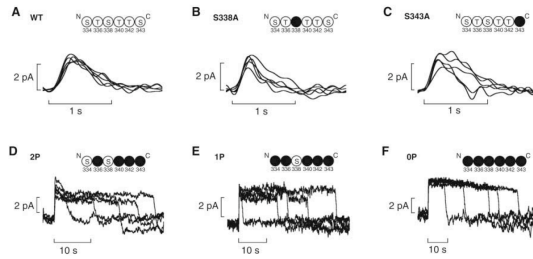 A WT N S T S T T S C
334 336 338 340 342 343
2 pA
1 s
B S338A N S T T T S C
334 336 338 340 342 343
2 pA
1 s
C S343A N S T S T T C
334 336 338 340 342 343
2 pA
1 s
D 2P N S S C
334 336 338 340 342 343
2 pA
10 s
E 1P N S C
334 336 338 340 342 343
2 pA
10 s
F 0P N C
334 336 338 340 342 343
2 pA
10 s